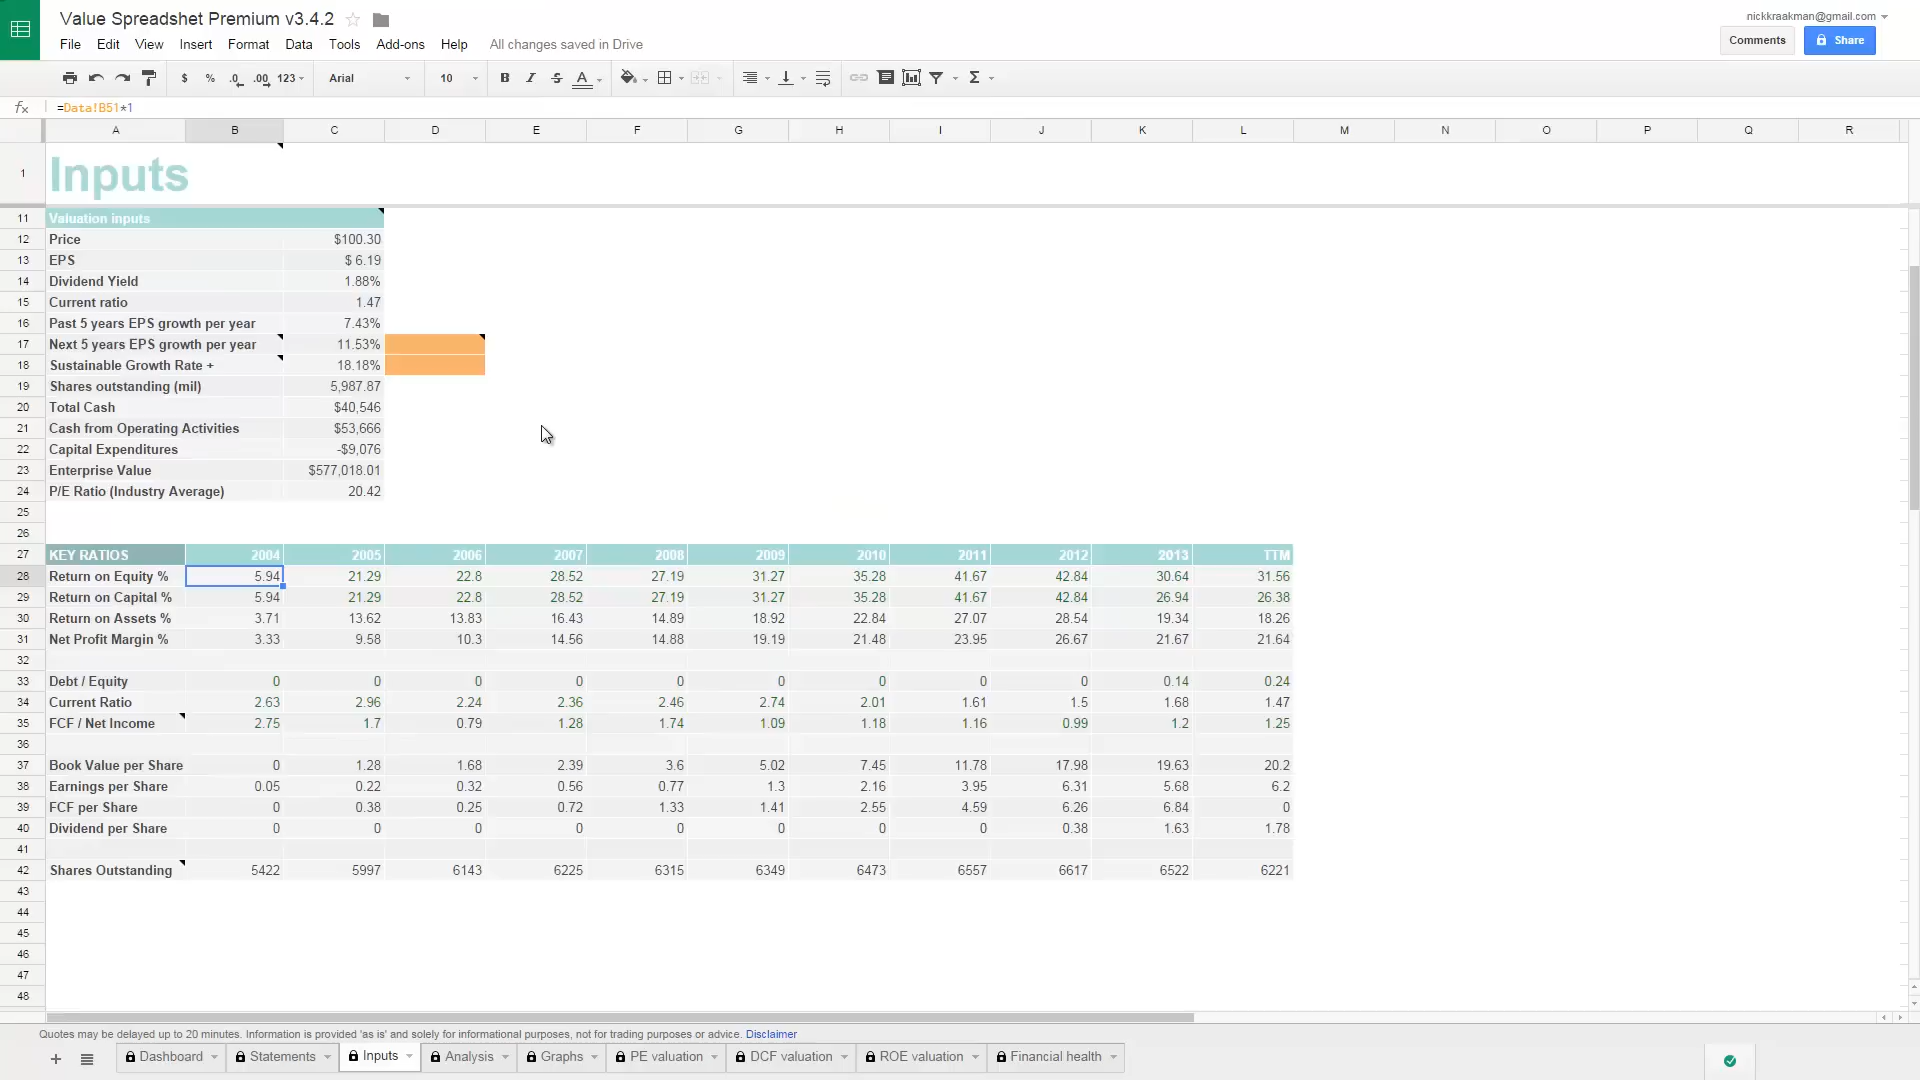 Value Spreadshet Premium v3.4.2
nickkraakman@gmail.com
File Edit View Insert Format Data Tools Add-ons Help All changes saved in Drive
Comments Share
$ % .0 .00 123 Arial 10 B I S A Σ
fx =Data!B51*1
A B C D E F G H I J K L M N O P Q R
1 Inputs
11 Valuation inputs
12 Price $100.30
13 EPS $ 6.19
14 Dividend Yield 1.88%
15 Current ratio 1.47
16 Past 5 years EPS growth per year 7.43%
17 Next 5 years EPS growth per year 11.53%
18 Sustainable Growth Rate + 18.18%
19 Shares outstanding (mil) 5,987.87
20 Total Cash $40,546
21 Cash from Operating Activities $53,666
22 Capital Expenditures -$9,076
23 Enterprise Value $577,018.01
24 P/E Ratio (Industry Average) 20.42
25
26
27 KEY RATIOS 2004 2005 2006 2007 2008 2009 2010 2011 2012 2013 TTM
28 Return on Equity % 5.94 21.29 22.8 28.52 27.19 31.27 35.28 41.67 42.84 30.64 31.56
29 Return on Capital % 5.94 21.29 22.8 28.52 27.19 31.27 35.28 41.67 42.84 26.94 26.38
30 Return on Assets % 3.71 13.62 13.83 16.43 14.89 18.92 22.84 27.07 28.54 19.34 18.26
31 Net Profit Margin % 3.33 9.58 10.3 14.56 14.88 19.19 21.48 23.95 26.67 21.67 21.64
32
33 Debt / Equity 0 0 0 0 0 0 0 0 0 0.14 0.24
34 Current Ratio 2.63 2.96 2.24 2.36 2.46 2.74 2.01 1.61 1.5 1.68 1.47
35 FCF / Net Income 2.75 1.7 0.79 1.28 1.74 1.09 1.18 1.16 0.99 1.2 1.25
36
37 Book Value per Share 0 1.28 1.68 2.39 3.6 5.02 7.45 11.78 17.98 19.63 20.2
38 Earnings per Share 0.05 0.22 0.32 0.56 0.77 1.3 2.16 3.95 6.31 5.68 6.2
39 FCF per Share 0 0.38 0.25 0.72 1.33 1.41 2.55 4.59 6.26 6.84 0
40 Dividend per Share 0 0 0 0 0 0 0 0 0.38 1.63 1.78
41
42 Shares Outstanding 5422 5997 6143 6225 6315 6349 6473 6557 6617 6522 6221
43
44
45
46
47
48
Quotes may be delayed up to 20 minutes. Information is provided 'as is' and solely for informational purposes, not for trading purposes or advice. Disclaimer
Dashboard Statements Inputs Analysis Graphs PE valuation DCF valuation ROE valuation Financial health